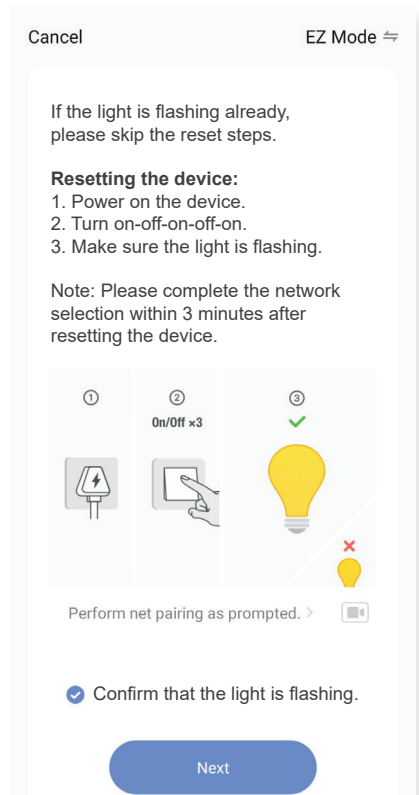 Cancel
EZ Mode
If the light is flashing already,
please skip the reset steps.
Resetting the device:
1. Power on the device.
2. Turn on-off-on-off-on.
3. Make sure the light is flashing.
Note: Please complete the network
selection within 3 minutes after
resetting the device.
① ② ③
On/Off ×3
Perform net pairing as prompted. >
Confirm that the light is flashing.
Next